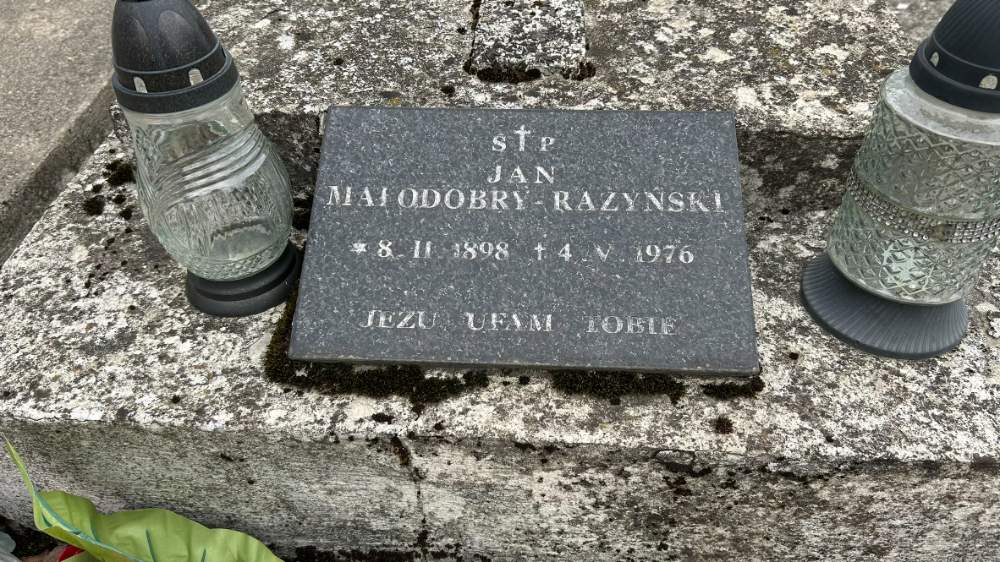 Ś✝P
JAN
MAŁODOBRY-RAZYŃSKI
* 8. II 1898 ✝ 4. V. 1976
JEZU UFAM TOBIE